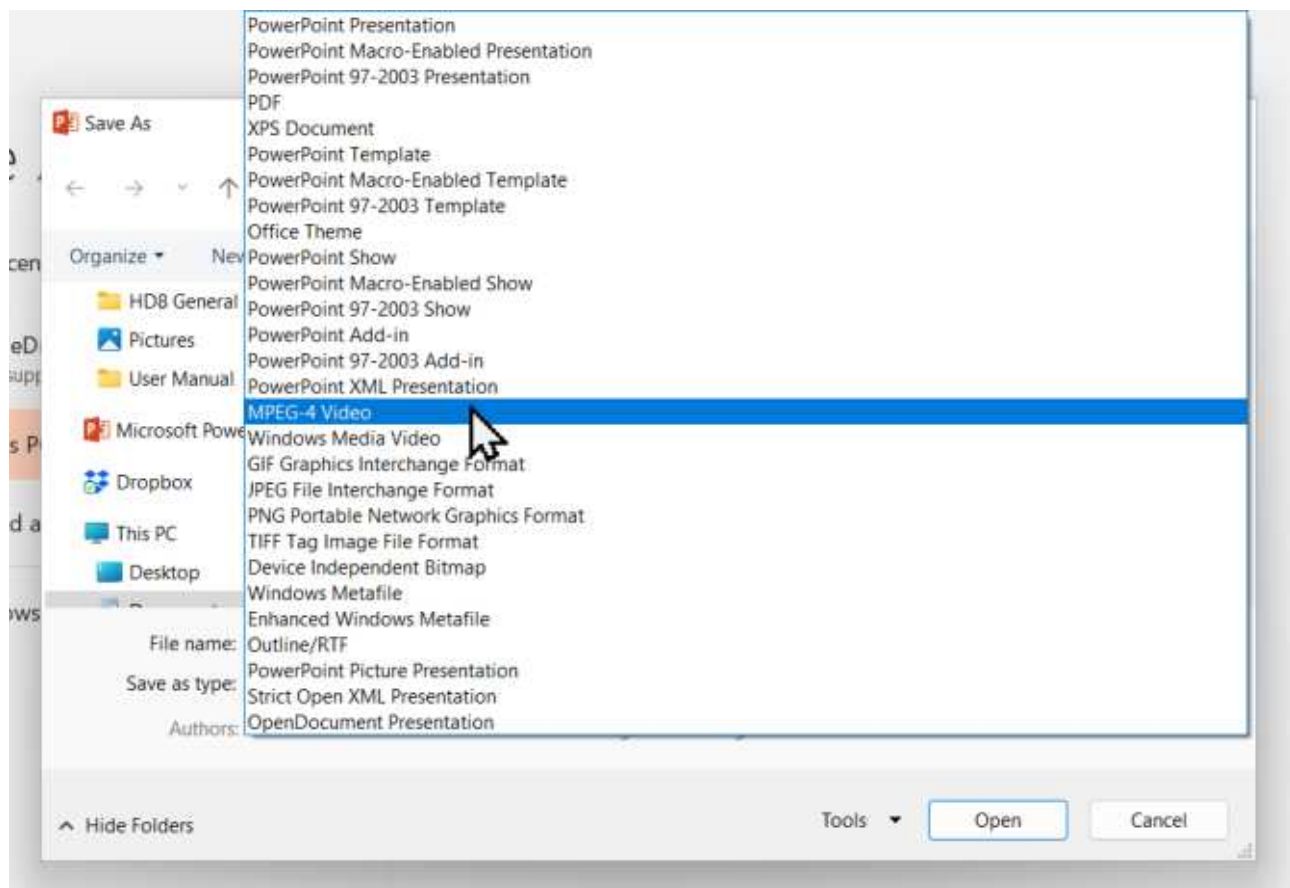 PowerPoint Presentation
PowerPoint Macro-Enabled Presentation
PowerPoint 97-2003 Presentation
PDF
XPS Document
PowerPoint Template
PowerPoint Macro-Enabled Template
PowerPoint 97-2003 Template
Office Theme
PowerPoint Show
PowerPoint Macro-Enabled Show
PowerPoint 97-2003 Show
PowerPoint Add-in
PowerPoint 97-2003 Add-in
PowerPoint XML Presentation
MPEG-4 Video
Windows Media Video
GIF Graphics Interchange Format
JPEG File Interchange Format
PNG Portable Network Graphics Format
TIFF Tag Image File Format
Device Independent Bitmap
Windows Metafile
Enhanced Windows Metafile
Outline/RTF
PowerPoint Picture Presentation
Strict Open XML Presentation
OpenDocument Presentation
Save As
Organize
HD8 General
Pictures
User Manual
Microsoft Powe
Dropbox
This PC
Desktop
File name:
Save as type:
Authors:
Hide Folders
Tools
Open
Cancel